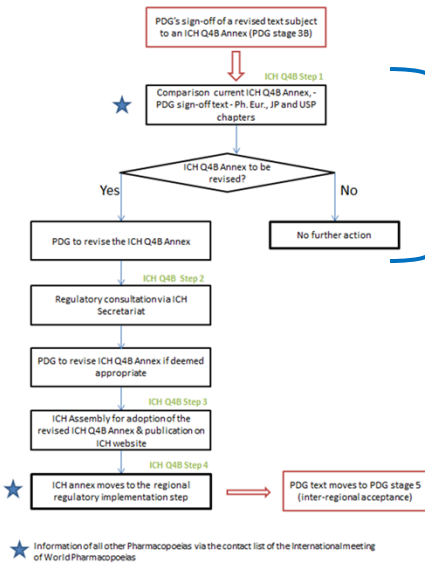 PDG's sign-off of a revised text subject
to an ICH Q4B Annex (PDG stage 3B)
ICH Q4B Step 1
Comparison current ICH Q4B Annex, -
PDG sign-off text - Ph. Eur., JP and USP
chapters
ICH Q4B Annex to be
revised?
Yes
No
PDG to revise the ICH Q4B Annex
No further action
ICH Q4B Step 2
Regulatory consultation via ICH
Secretariat
PDG to revise ICH Q4B Annex if deemed
appropriate
ICH Q4B Step 3
ICH Assembly for adoption of the
revised ICH Q4B Annex & publication on
ICH website
ICH Q4B Step 4
ICH annex moves to the regional
regulatory implementation step
PDG text moves to PDG stage 5
(inter-regional acceptance)
Information of all other Pharmacopoeias via the contact list of the International meeting
of World Pharmacopoeias